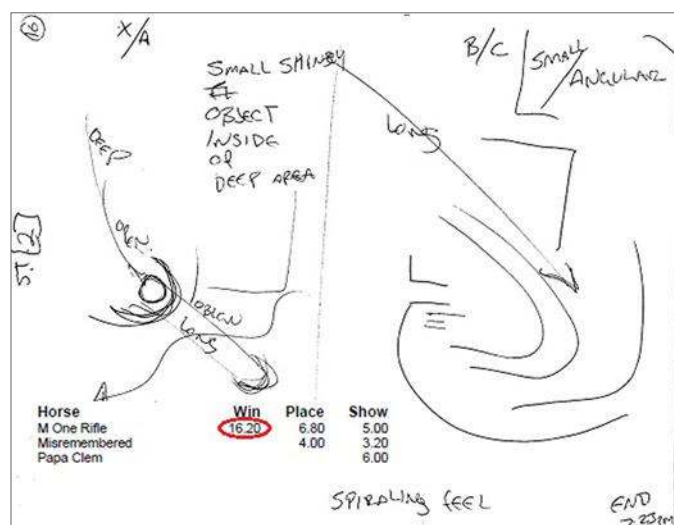 16
X/A
SMALL SHINEY
OBJECT
INSIDE
OR
DEEP AREA
DEEP
OPEN.
OBJECT
LONG
B/C
SMALL
ANGULAR
LONG
ST. 2
A
Horse Win Place Show
M One Rifle 16.20 6.80 5.00
Misremembered 4.00 3.20
Papa Clem 6.00
SPIRALING FEEL
END